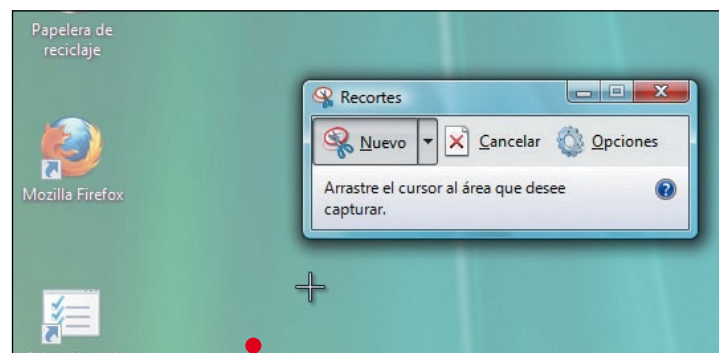 Papelera de
reciclaje
Mozilla Firefox
Recortes
Nuevo Cancelar Opciones
Arrastre el cursor al área que desee
capturar.